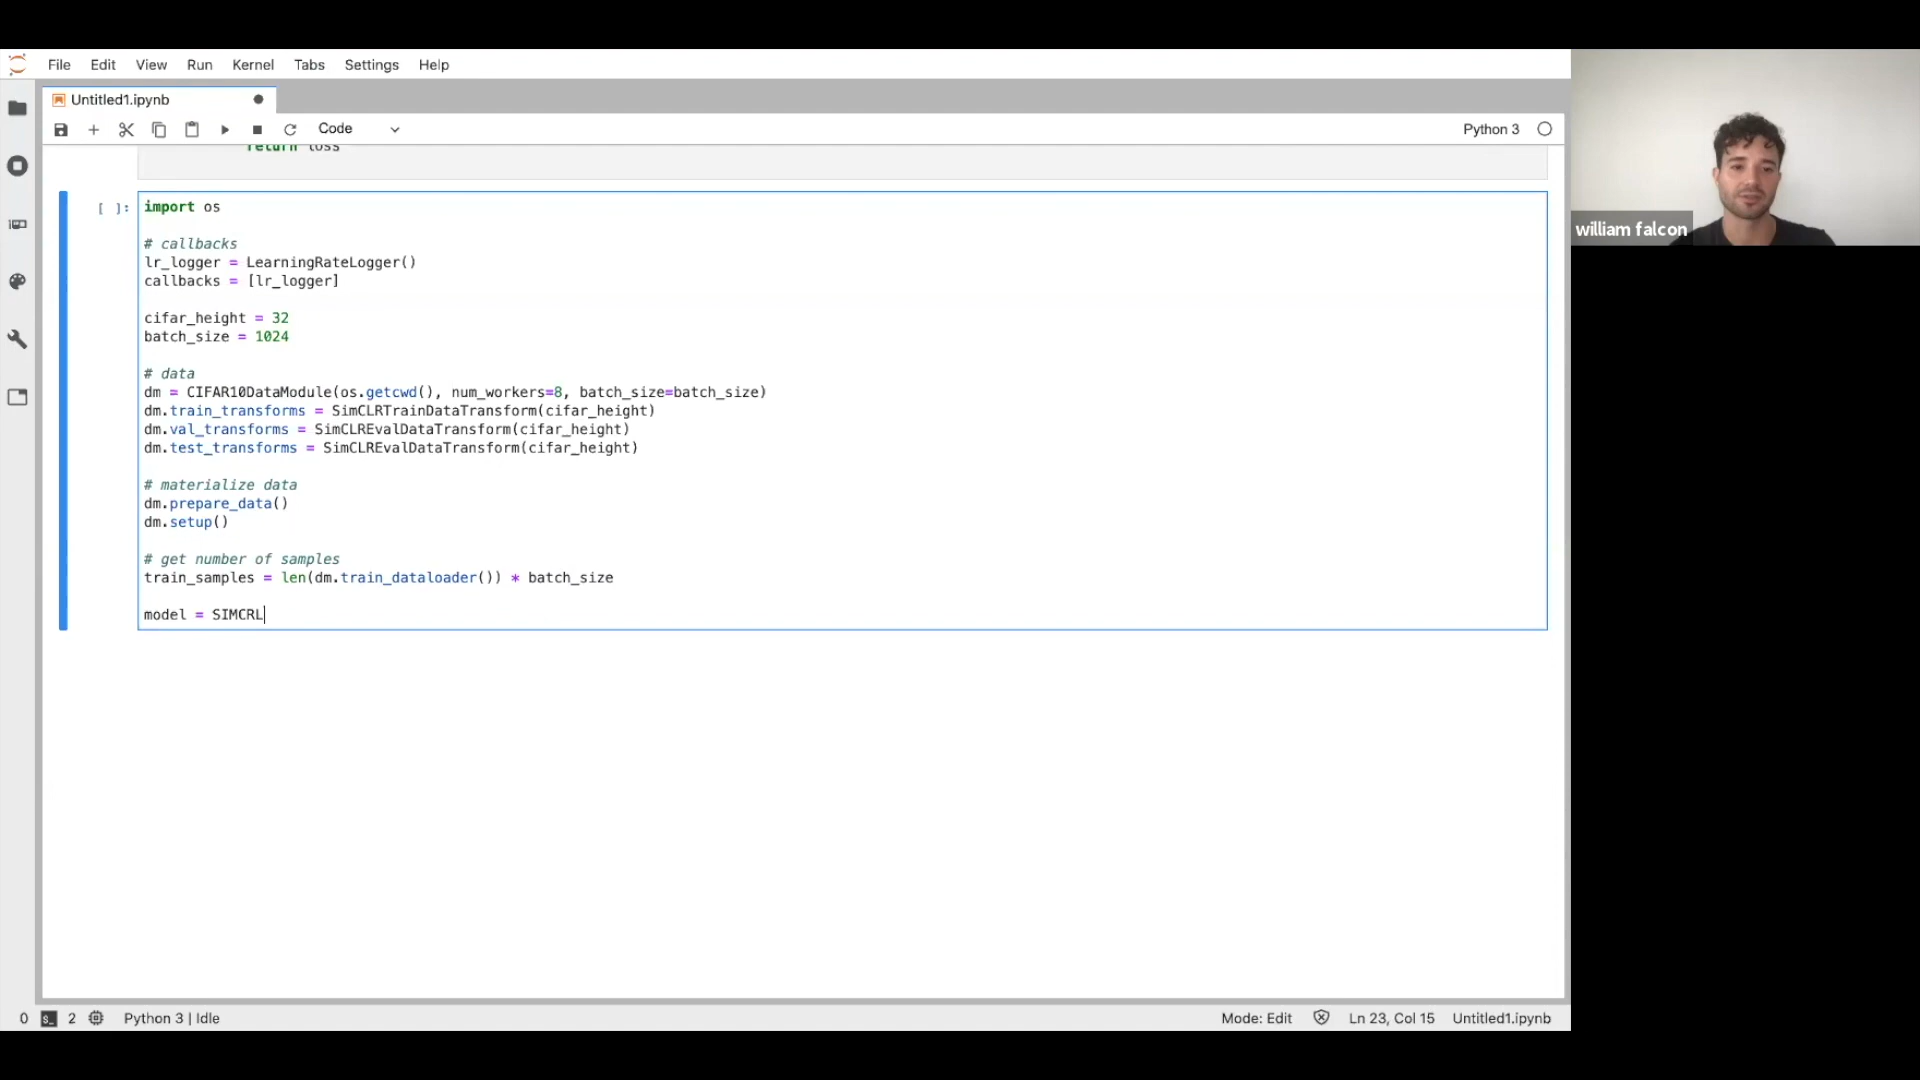 File Edit View Run Kernel Tabs Settings Help
Untitled1.ipynb
Code
Python 3
return loss
[ ]:
import os
# callbacks
lr_logger = LearningRateLogger()
callbacks = [lr_logger]
cifar_height = 32
batch_size = 1024
# data
dm = CIFAR10DataModule(os.getcwd(), num_workers=8, batch_size=batch_size)
dm.train_transforms = SimCLRTrainDataTransform(cifar_height)
dm.val_transforms = SimCLREvalDataTransform(cifar_height)
dm.test_transforms = SimCLREvalDataTransform(cifar_height)
# materialize data
dm.prepare_data()
dm.setup()
# get number of samples
train_samples = len(dm.train_dataloader()) * batch_size
model = SIMCRL
william falcon
0 2 Python 3 | Idle Mode: Edit Ln 23, Col 15 Untitled1.ipynb